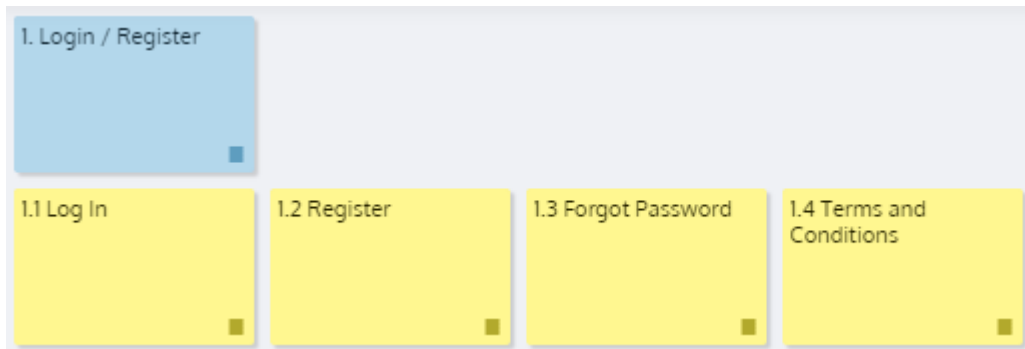 1. Login / Register
1.1 Log In
1.2 Register
1.3 Forgot Password
1.4 Terms and
Conditions